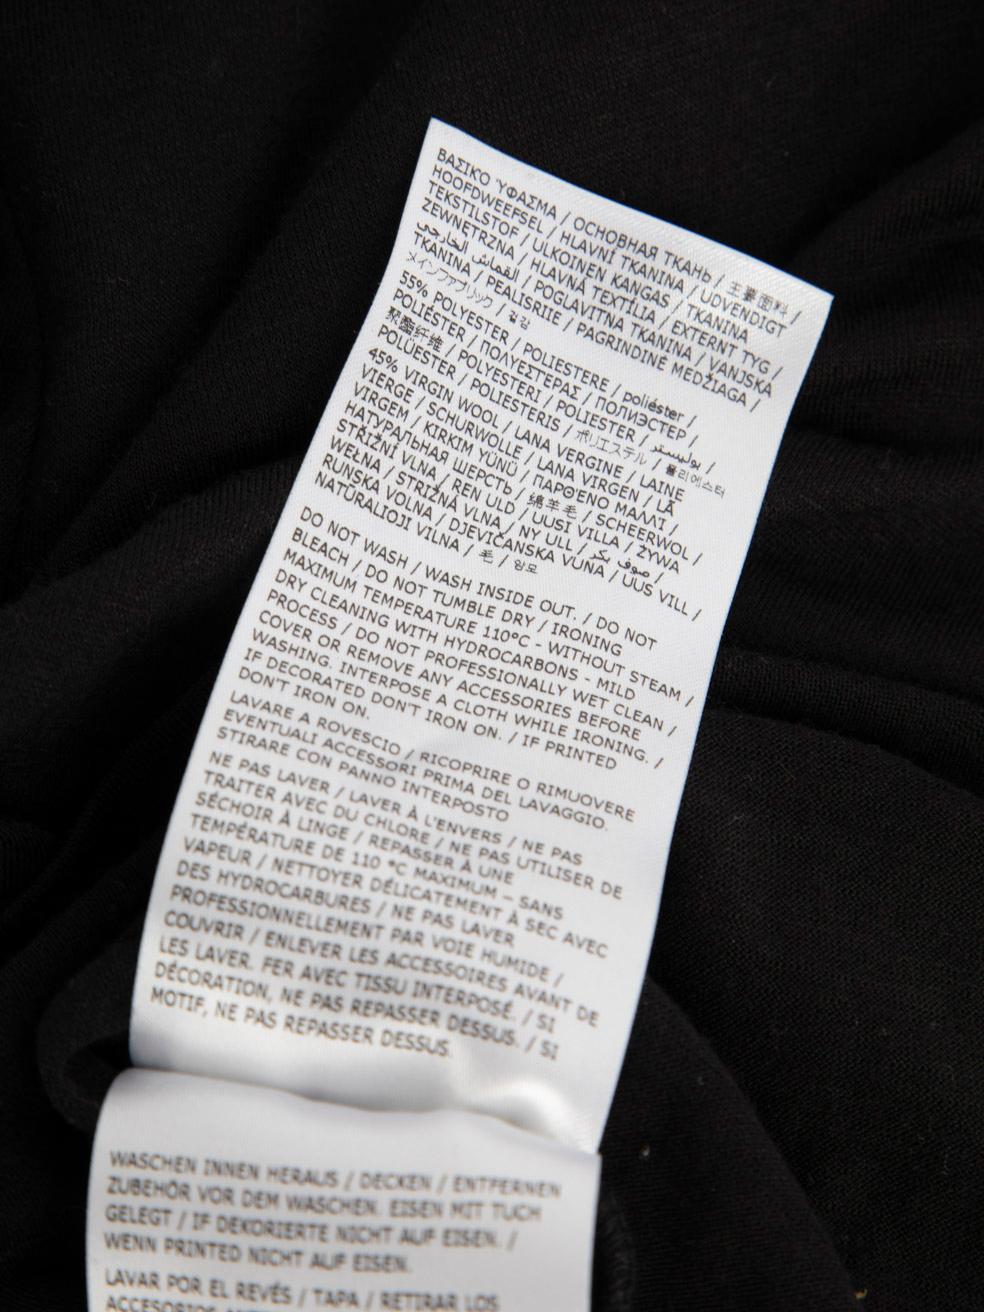 ΒΑΣΙΚΟ ΎΦΑΣΜΑ / ОСНОВНАЯ ТКАНЬ / 主要面料 /
HOOFDWEEFSEL / HLAVNÍ TKANINA / UDVENDIGT
TEKSTILSTOF / ULKOINEN KANGAS / EXTERNT TYG /
ZEWNĘTRZNA / HLAVNÁ TEXTÍLIA / TKANINA
القماش الخارجي / POGLAVITNA TKANINA / VANJSKA
TKANINA / PEALISRIIE / PAGRINDINĖ MEDŽIAGA /
メインファブリック / 겉감
55% POLYESTER / POLIESTERE / poliéster /
POLIÉSTER / ΠΟΛΥΕΣΤΕΡΑΣ / ПОЛИЭСТЕР /
聚酯纤维 / POLYESTERI / POLIESTER / بوليستر /
POLÜESTER / POLIESTERIS / ポリエステル / 폴리에스터
45% VIRGIN WOOL / LANA VERGINE / LAINE
VIERGE / SCHURWOLLE / LANA VIRGEN / LÃ
VIRGEM / KIRKIM YÜNÜ / ΠΑΡΘΕΝΟ ΜΑΛΛΙ /
НАТУРАЛЬНАЯ ШЕРСТЬ / 绵羊毛 / SCHEERWOL /
STŘIŽNÍ VLNA / REN ULD / UUSI VILLA / ŻYWA
WEŁNA / STRIŽNÁ VLNA / NY ULL / صوف بكر /
RUNSKA VOLNA / DJEVIČANSKA VUNA / UUS VILL /
NATŪRALIOJI VILNA / 毛 / 양모
DO NOT WASH / WASH INSIDE OUT. / DO NOT
BLEACH / DO NOT TUMBLE DRY / IRONING
MAXIMUM TEMPERATURE 110°C - WITHOUT STEAM /
DRY CLEANING WITH HYDROCARBONS - MILD
PROCESS / DO NOT PROFESSIONALLY WET CLEAN /
COVER OR REMOVE ANY ACCESSORIES BEFORE
WASHING. INTERPOSE A CLOTH WHILE IRONING. /
IF DECORATED DON'T IRON ON. / IF PRINTED
DON'T IRON ON.
LAVARE A ROVESCIO / RICOPRIRE O RIMUOVERE
EVENTUALI ACCESSORI PRIMA DEL LAVAGGIO.
STIRARE CON PANNO INTERPOSTO
NE PAS LAVER / LAVER À L'ENVERS / NE PAS
TRAITER AVEC DU CHLORE / NE PAS UTILISER DE
SÉCHOIR À LINGE / REPASSER À UNE
TEMPÉRATURE DE 110 °C MAXIMUM – SANS
VAPEUR / NETTOYER DÉLICATEMENT À SEC AVEC
DES HYDROCARBURES / NE PAS LAVER
PROFESSIONNELLEMENT PAR VOIE HUMIDE /
COUVRIR / ENLEVER LES ACCESSOIRES AVANT DE
LES LAVER. FER AVEC TISSU INTERPOSÉ. / SI
DÉCORATION, NE PAS REPASSER DESSUS. / SI
MOTIF, NE PAS REPASSER DESSUS.
WASCHEN INNEN HERAUS / DECKEN / ENTFERNEN
ZUBEHÖR VOR DEM WASCHEN. EISEN MIT TUCH
GELEGT / IF DEKORIERTE NICHT AUF EISEN. /
WENN PRINTED NICHT AUF EISEN.
LAVAR POR EL REVÉS / TAPA / RETIRAR LOS
ACCESORIOS